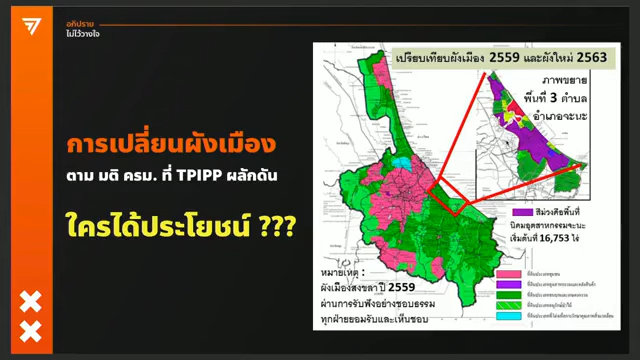 อภิปราย
ไม่ไว้วางใจ
การเปลี่ยนผังเมือง
ตาม มติ ครม. ที่ TPIPP ผลักดัน
ใครได้ประโยชน์ ???
เปรียบเทียบผังเมือง 2559 และผังใหม่ 2563
ภาพขยาย
พื้นที่ 3 ตำบล
อำเภอจะนะ
สีม่วงคือพื้นที่
นิคมอุตสาหกรรมจะนะ
เริ่มต้นที่ 16,753 ไร่
หมายเหตุ :
ผังเมืองสงขลา ปี 2559
ผ่านการรับฟังอย่างชอบธรรม
ทุกฝ่ายยอมรับและเห็นชอบ